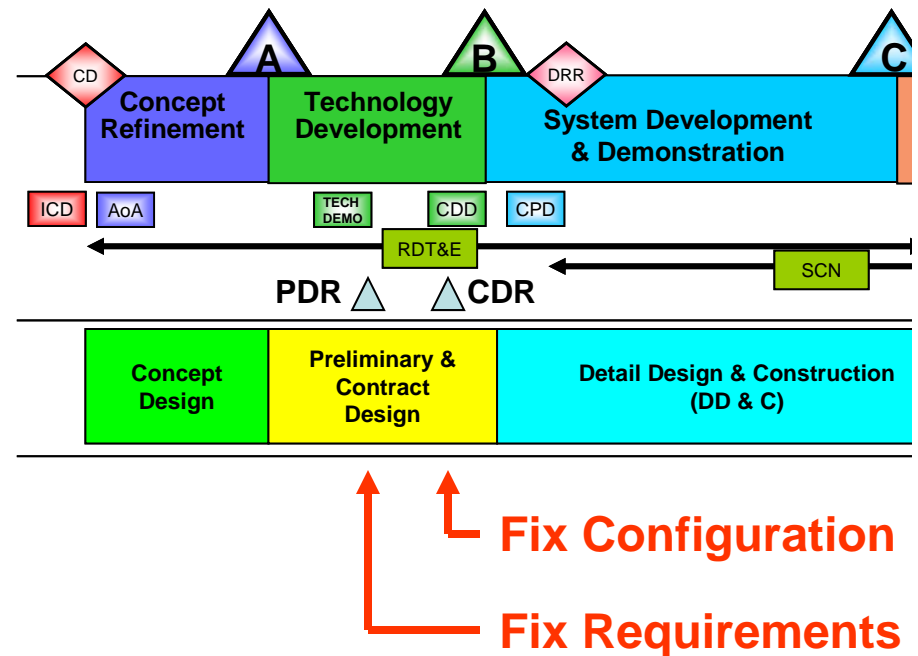 CD
A
B
DRR
C
Concept
Refinement
Technology
Development
System Development
& Demonstration
ICD
AoA
TECH
DEMO
CDD
CPD
RDT&E
SCN
PDR
CDR
Concept
Design
Preliminary &
Contract
Design
Detail Design & Construction
(DD & C)
Fix Configuration
Fix Requirements